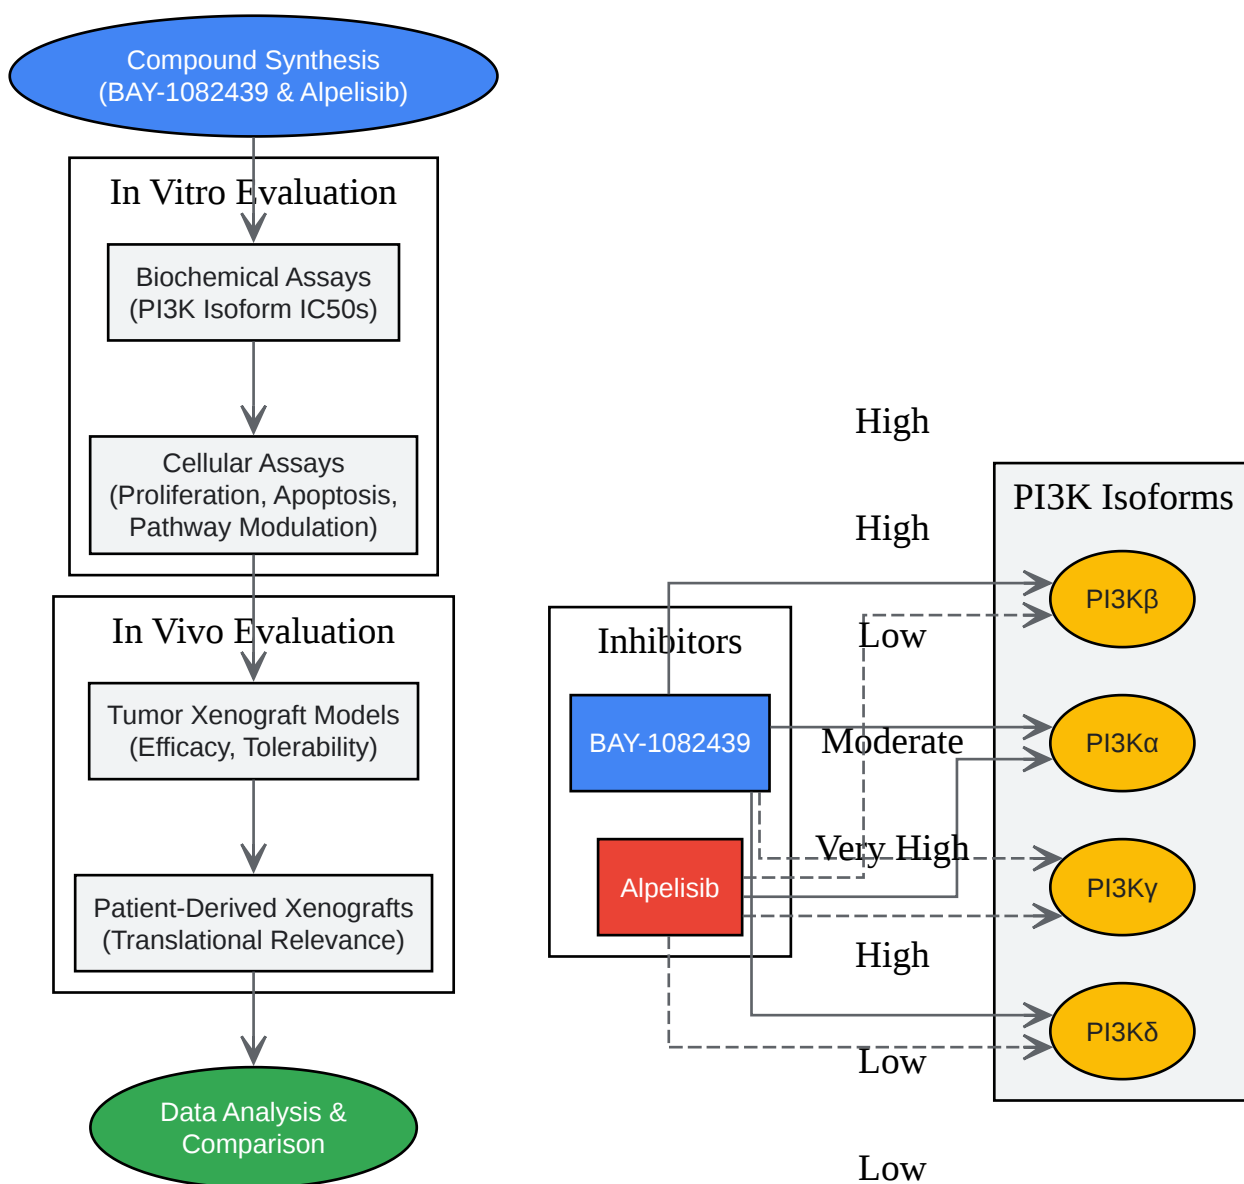 Compound Synthesis
(BAY-1082439 & Alpelisib)
In Vitro Evaluation
Biochemical Assays
(PI3K Isoform IC50s)
Cellular Assays
(Proliferation, Apoptosis,
Pathway Modulation)
In Vivo Evaluation
Tumor Xenograft Models
(Efficacy, Tolerability)
Patient-Derived Xenografts
(Translational Relevance)
Data Analysis &
Comparison
Inhibitors
BAY-1082439
Alpelisib
High
High
Low
Moderate
Very High
High
Low
Low
PI3K Isoforms
PI3Kβ
PI3Kα
PI3Kγ
PI3Kδ